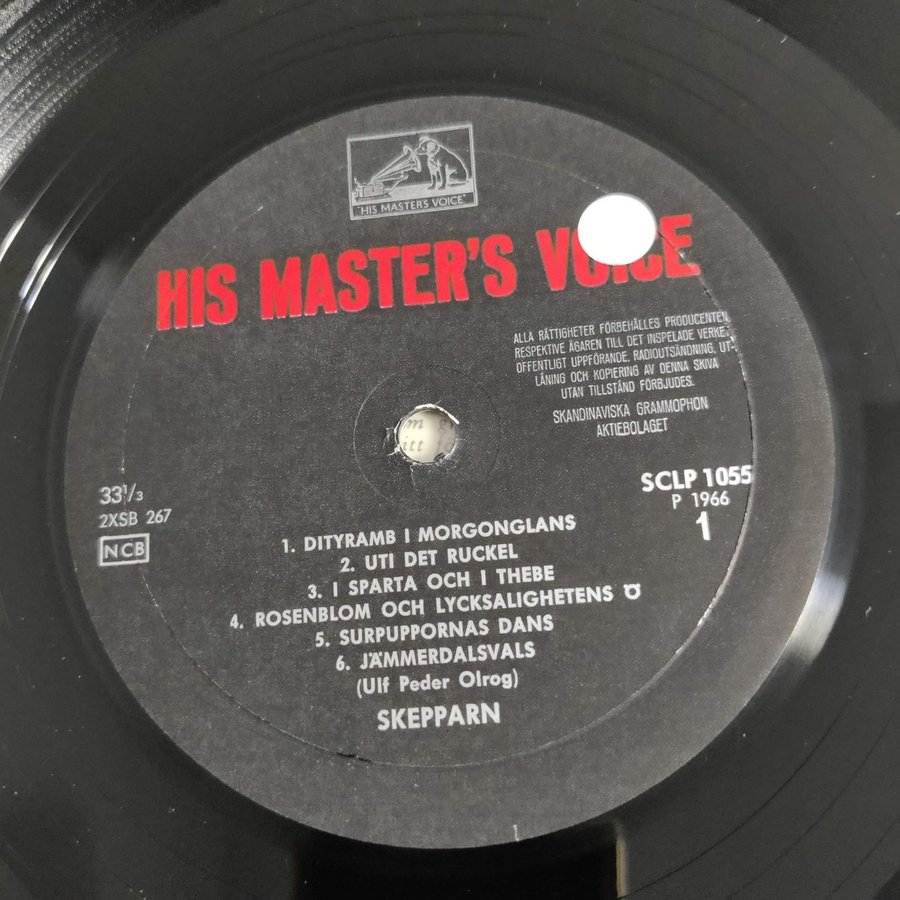 "HIS MASTER'S VOICE"
HIS MASTER'S VOICE
ALLA RÄTTIGHETER FÖRBEHÅLLES PRODUCENTEN,
RESPEKTIVE ÄGAREN TILL DET INSPELADE VERKE.
OFFENTLIGT UPPFÖRANDE, RADIOUTSÄNDNING, UT-
LÅNING OCH KOPIERING AV DENNA SKIVA
UTAN TILLSTÅND FÖRBJUDES.
SKANDINAVISKA GRAMMOPHON
AKTIEBOLAGET
33⅓
2XSB 267
NCB
SCLP 1055
P 1966
1
1. DITYRAMB I MORGONGLANS
2. UTI DET RUCKEL
3. I SPARTA OCH I THEBE
4. ROSENBLOM OCH LYCKSALIGHETENS Ö
5. SURPUPPORNAS DANS
6. JÄMMERDALSVALS
(Ulf Peder Olrog)
SKEPPARN